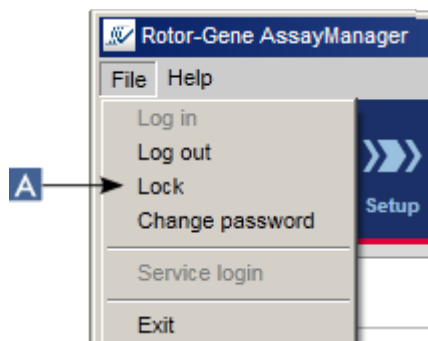 Rotor-Gene AssayManager
File Help
Log in
Log out
A Lock
Change password
Setup
Service login
Exit